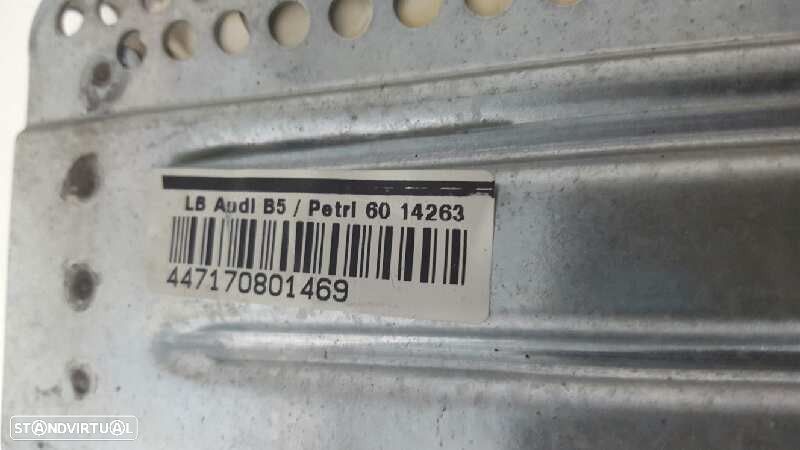 LB Audi B5 / Petri 60 14263
447170801469
STANDVIRTUAL